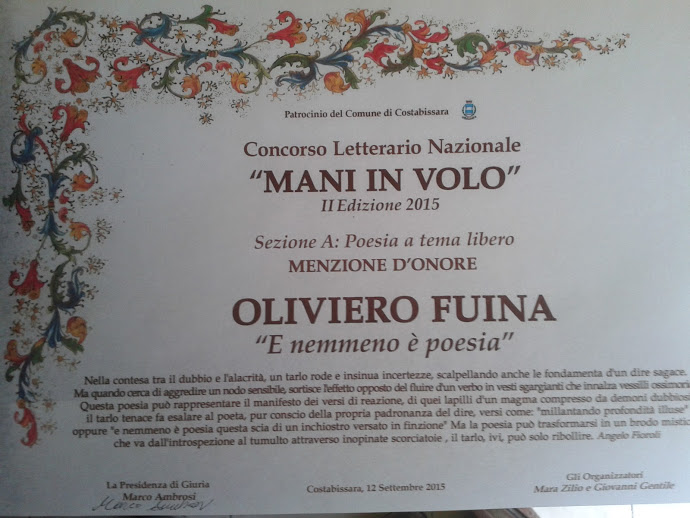 Patrocinio del Comune di Costabissara
Concorso Letterario Nazionale
“MANI IN VOLO”
II Edizione 2015
Sezione A: Poesia a tema libero
MENZIONE D’ONORE
OLIVIERO FUINA
“E nemmeno è poesia”
Nella contesa tra il dubbio e l'alacrità, un tarlo rode e insinua incertezze, scalpellando anche le fondamenta d'un dire sagace.
Ma quando cerca di aggredire un nodo sensibile, sortisce l'effetto opposto del fluire d'un verbo in vesti sgargianti che innalza vessilli ossimori
Questa poesia può rappresentare il manifesto dei versi di reazione, di quei lapilli d'un magma compresso da demoni dubbiosi
il tarlo tenace fa esalare al poeta, pur conscio della propria padronanza del dire, versi come: "millantando profondità illuse"
oppure "e nemmeno è poesia questa scia di un inchiostro versato in finzione" Ma la poesia può trasformarsi in un brodo mistic
che va dall'introspezione al tumulto attraverso inopinate scorciatoie , il tarlo, ivi, può solo ribollire. Angelo Fioroli
La Presidenza di Giuria
Marco Ambrosi
Costabissara, 12 Settembre 2015
Gli Organizzatori
Mara Zilio e Giovanni Gentile